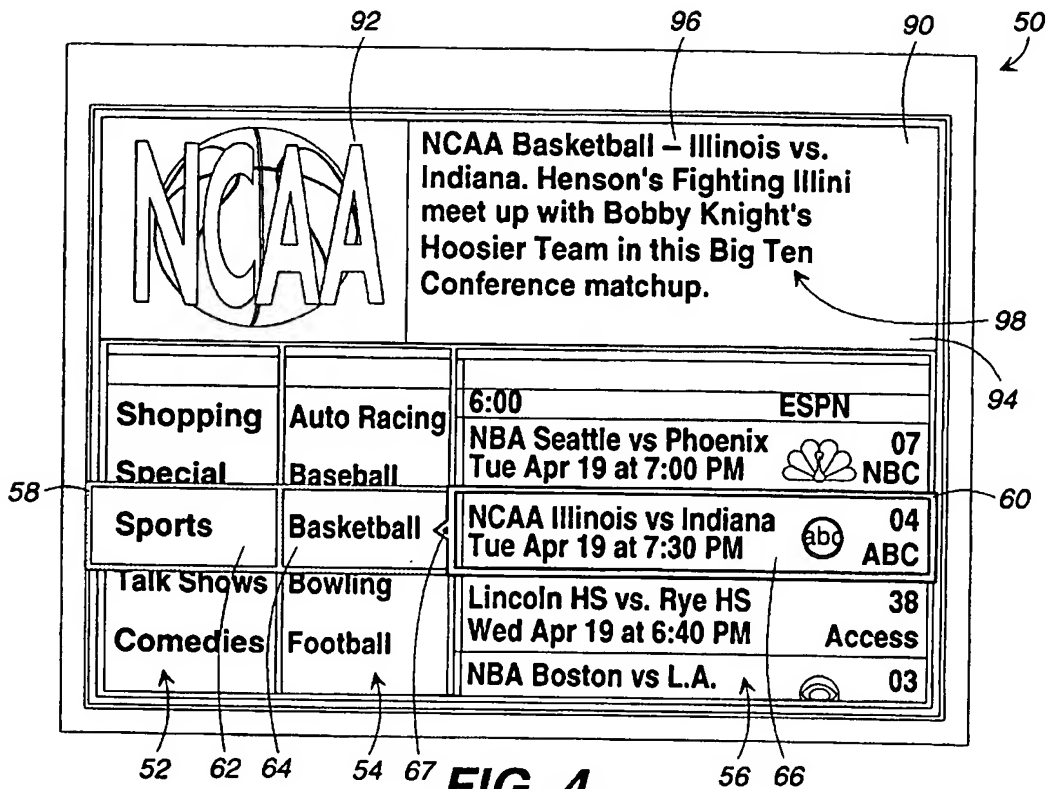 92 96 90 50
NCAA
NCAA Basketball – Illinois vs.
Indiana. Henson's Fighting Illini
meet up with Bobby Knight's
Hoosier Team in this Big Ten
Conference matchup.
98
94
Shopping
Special
Sports
Talk Shows
Comedies
Auto Racing
Baseball
Basketball
Bowling
Football
6:00 ESPN
NBA Seattle vs Phoenix 07
Tue Apr 19 at 7:00 PM NBC
NCAA Illinois vs Indiana abc 04
Tue Apr 19 at 7:30 PM ABC
Lincoln HS vs. Rye HS 38
Wed Apr 19 at 6:40 PM Access
NBA Boston vs L.A. 03
58
60
52 62 64 54 67 56 66
FIG. 4